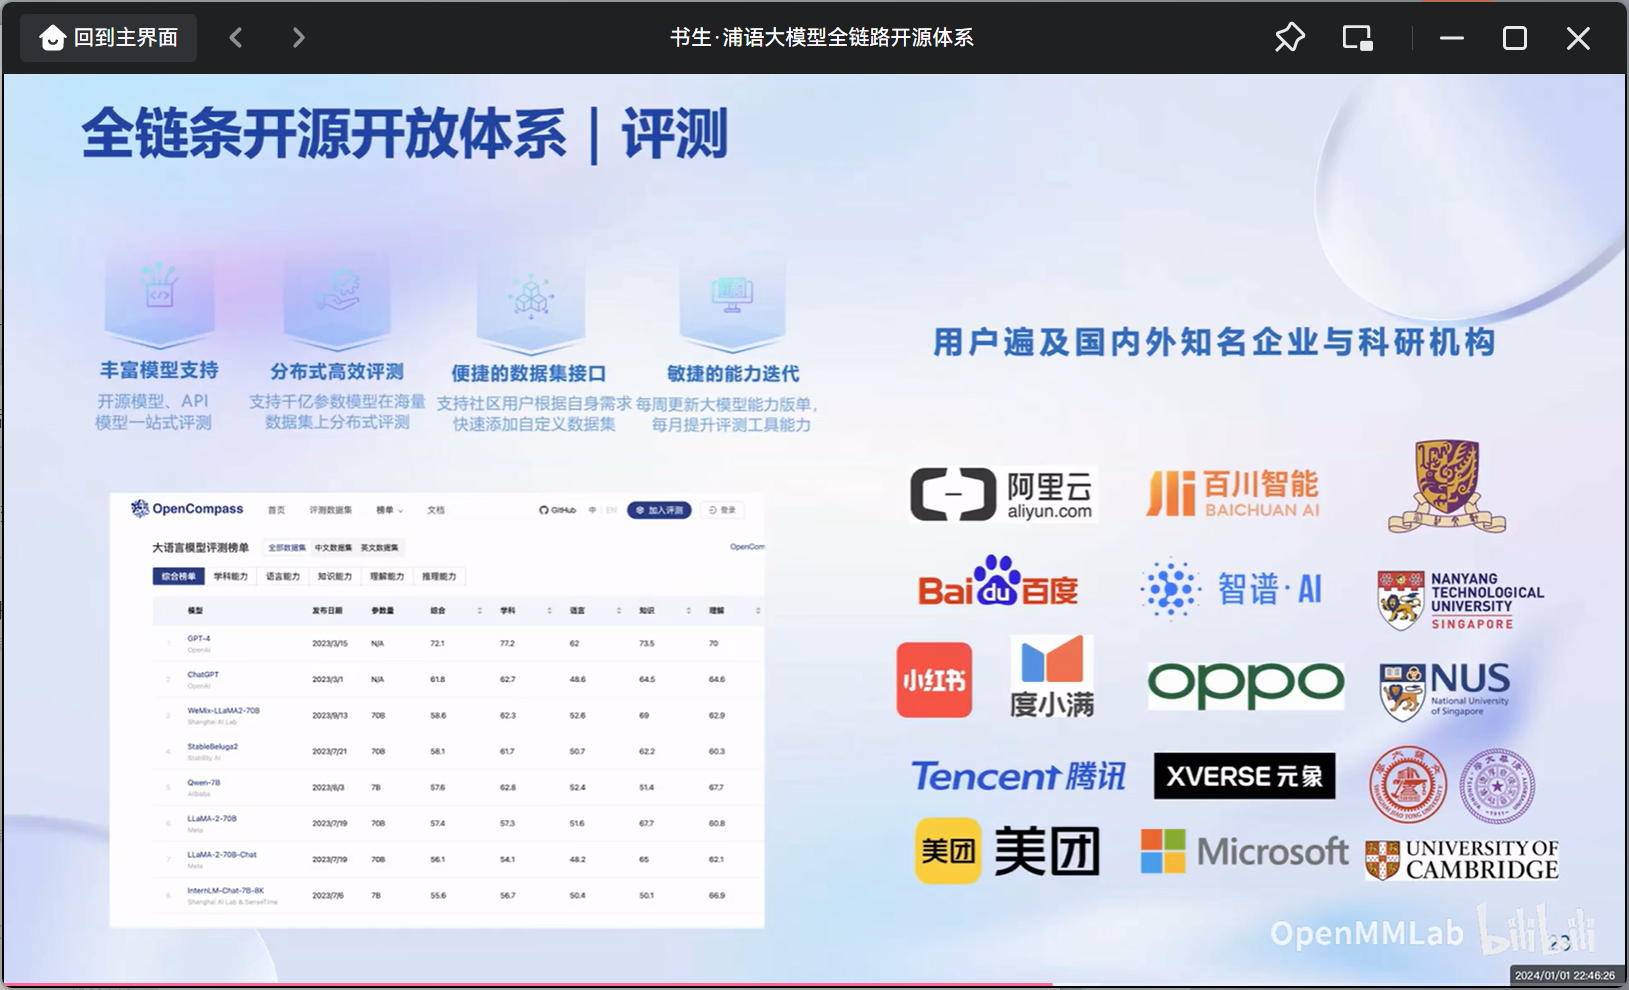 回到主界面
书生·浦语大模型全链路开源体系
全链条开源开放体系 | 评测
丰富模型支持
开源模型、API
模型一站式评测
分布式高效评测
支持千亿参数模型在海量
数据集上分布式评测
便捷的数据集接口
支持社区用户根据自身需求
快速添加自定义数据集
敏捷的能力迭代
每周更新大模型能力版单，
每月提升评测工具能力
用户遍及国内外知名企业与科研机构
OpenCompass 首页 评测数据集 榜单 文档 GitHub 中 | EN 加入评测 登录
大语言模型评测榜单 全部数据集 中文数据集 英文数据集 OpenCom
综合榜单 学科能力 语言能力 知识能力 理解能力 推理能力
模型 发布日期 参数量 综合 学科 语言 知识 理解
1 GPT-4 2023/3/15 N/A 72.1 77.2 62 73.5 70
OpenAI
2 ChatGPT 2023/3/1 N/A 61.8 62.7 48.6 64.5 64.6
OpenAI
3 WeMix-LLaMA2-70B 2023/9/13 70B 58.6 62.3 52.6 69 62.9
Shanghai AI Lab
4 StableBeluga2 2023/7/21 70B 58.1 61.7 50.7 62.2 60.3
Stability AI
5 Qwen-7B 2023/8/3 7B 57.6 62.8 52.4 51.4 67.7
Alibaba
6 LLaMA-2-70B 2023/7/19 70B 57.4 57.3 51.6 67.7 60.8
Meta
7 LLaMA-2-70B-Chat 2023/7/19 70B 56.1 54.1 48.2 65 62.1
Meta
8 InternLM-Chat-7B-8K 2023/7/6 7B 55.6 56.7 50.4 50.1 66.9
Shanghai AI Lab & SenseTime
阿里云
aliyun.com
百川智能
BAICHUAN AI
Bai du 百度
智谱·AI
NANYANG
TECHNOLOGICAL
UNIVERSITY
SINGAPORE
小红书
度小满
oppo
NUS
National University
of Singapore
Tencent 腾讯
XVERSE 元象
美团 美团
Microsoft
UNIVERSITY OF
CAMBRIDGE
OpenMMLab bilibili
23
2024/01/01 22:46:26